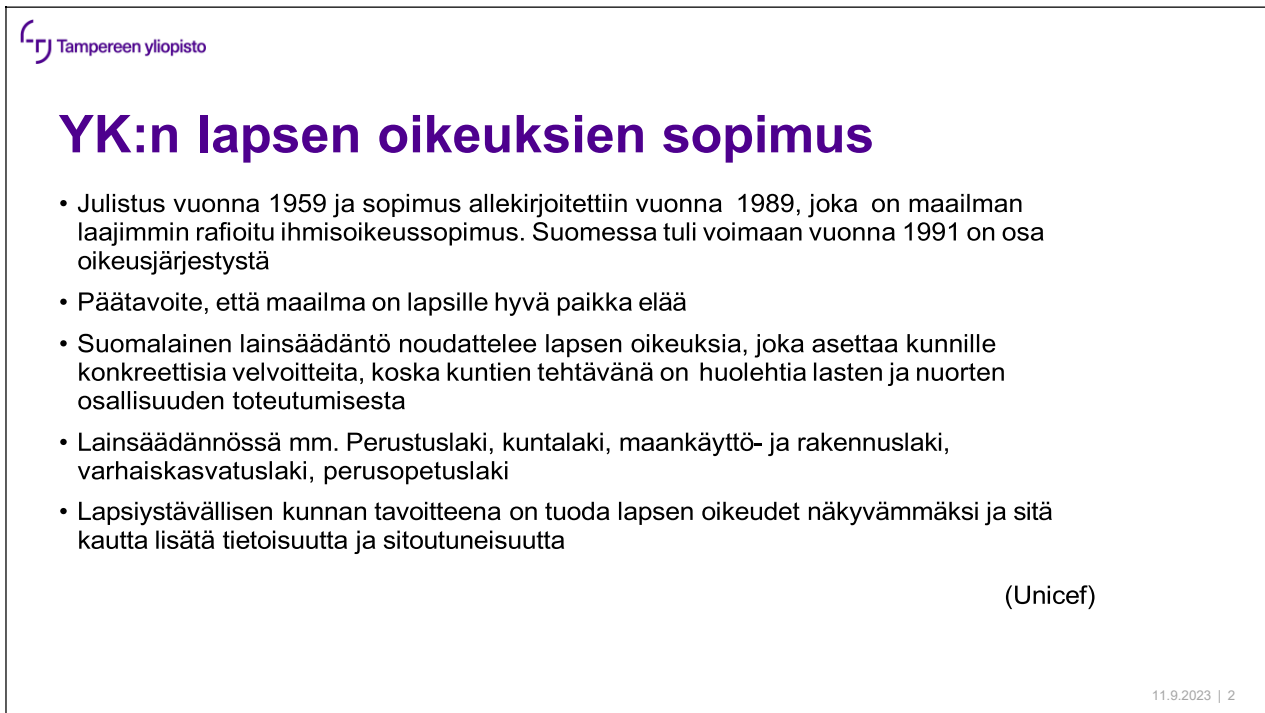 Tampereen yliopisto
YK:n lapsen oikeuksien sopimus
• Julistus vuonna 1959 ja sopimus allekirjoitettiin vuonna 1989, joka on maailman
laajimmin rafioitu ihmisoikeussopimus. Suomessa tuli voimaan vuonna 1991 on osa
oikeusjärjestystä
• Päätavoite, että maailma on lapsille hyvä paikka elää
• Suomalainen lainsäädäntö noudattelee lapsen oikeuksia, joka asettaa kunnille
konkreettisia velvoitteita, koska kuntien tehtävänä on huolehtia lasten ja nuorten
osallisuuden toteutumisesta
• Lainsäädännössä mm. Perustuslaki, kuntalaki, maankäyttö- ja rakennuslaki,
varhaiskasvatuslaki, perusopetuslaki
• Lapsiystävällisen kunnan tavoitteena on tuoda lapsen oikeudet näkyvämmäksi ja sitä
kautta lisätä tietoisuutta ja sitoutuneisuutta
(Unicef)
11.9.2023 | 2